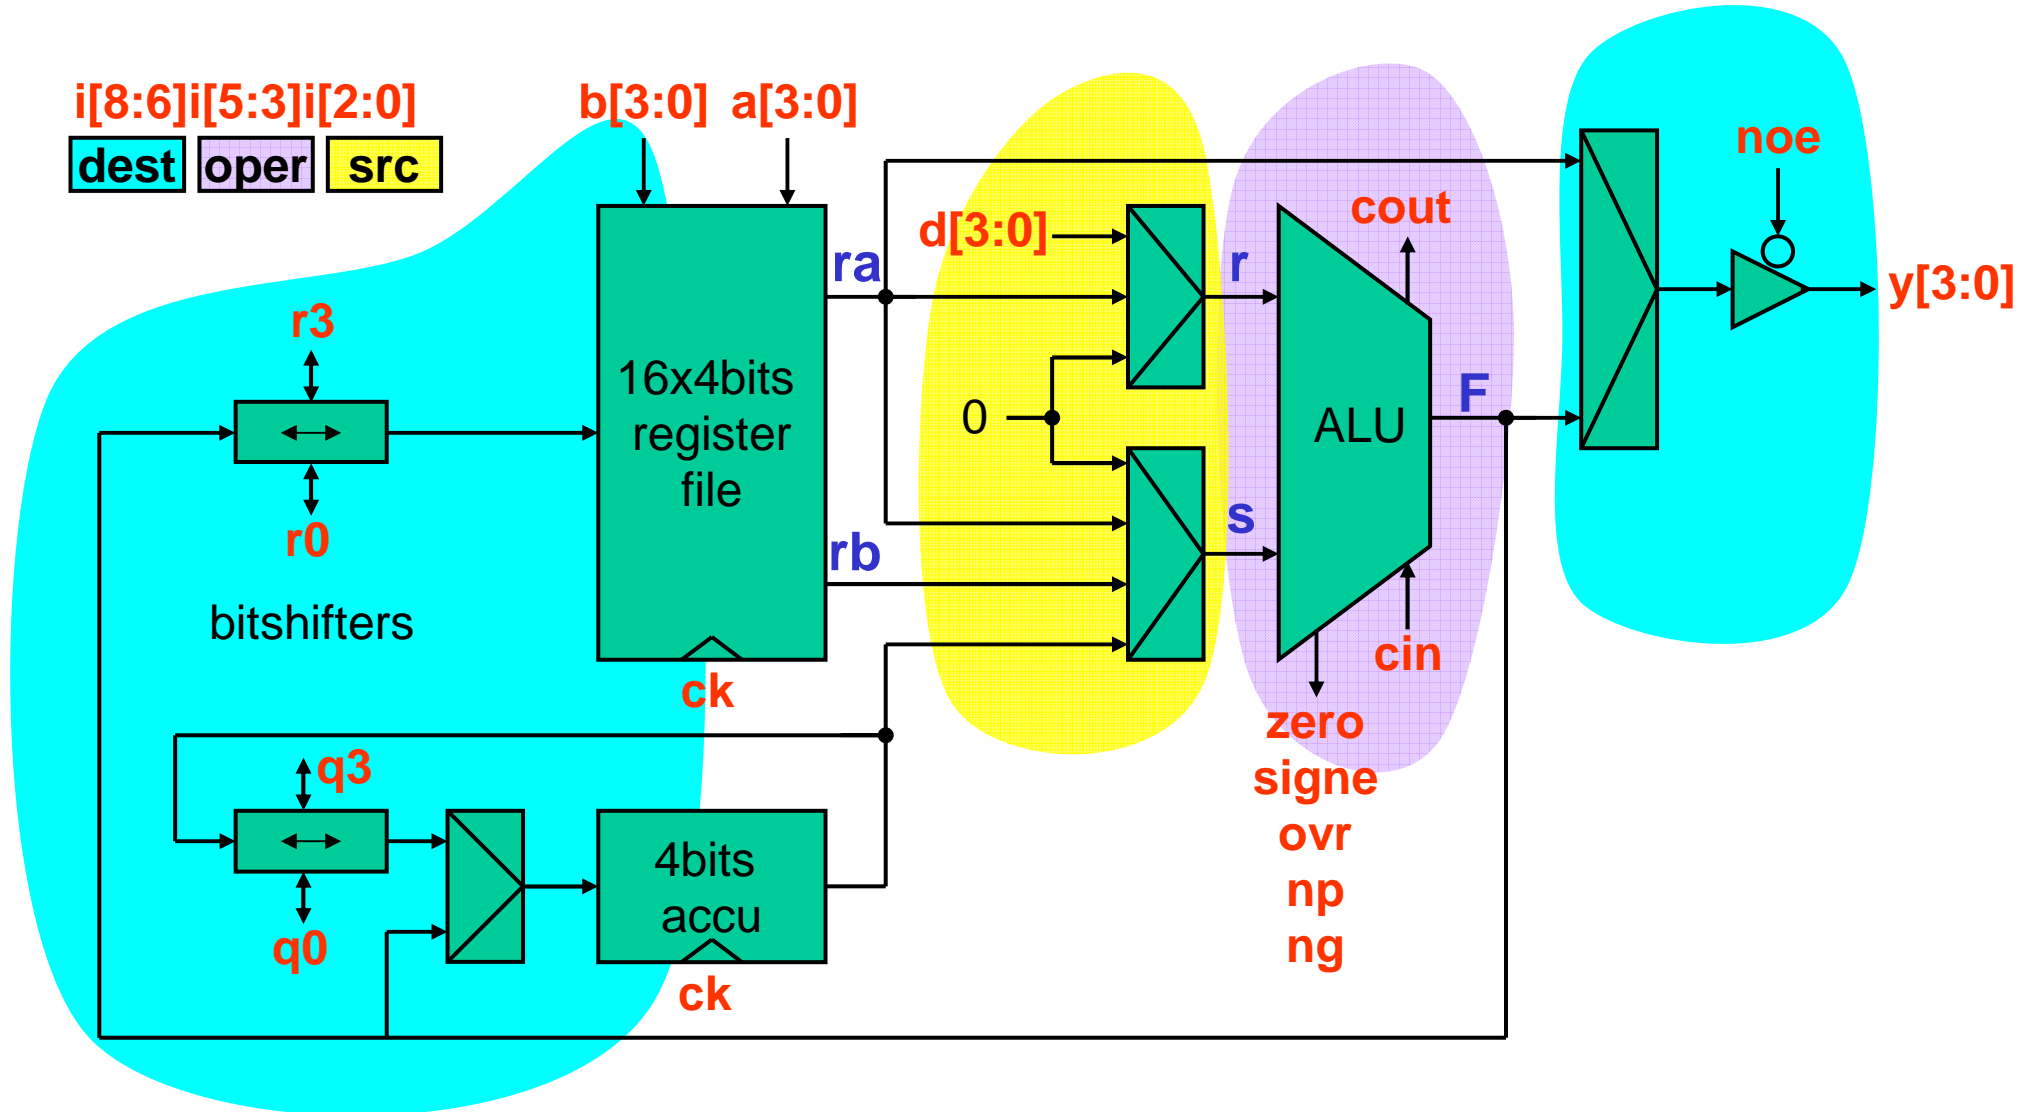 i[8:6]i[5:3]i[2:0]
dest oper src
b[3:0] a[3:0]
noe
d[3:0]
cout
ra
r
y[3:0]
r3
16x4bits
register
file
0
ALU
F
r0
rb
s
bitshifters
cin
ck
zero
signe
ovr
np
ng
q3
4bits
accu
q0
ck